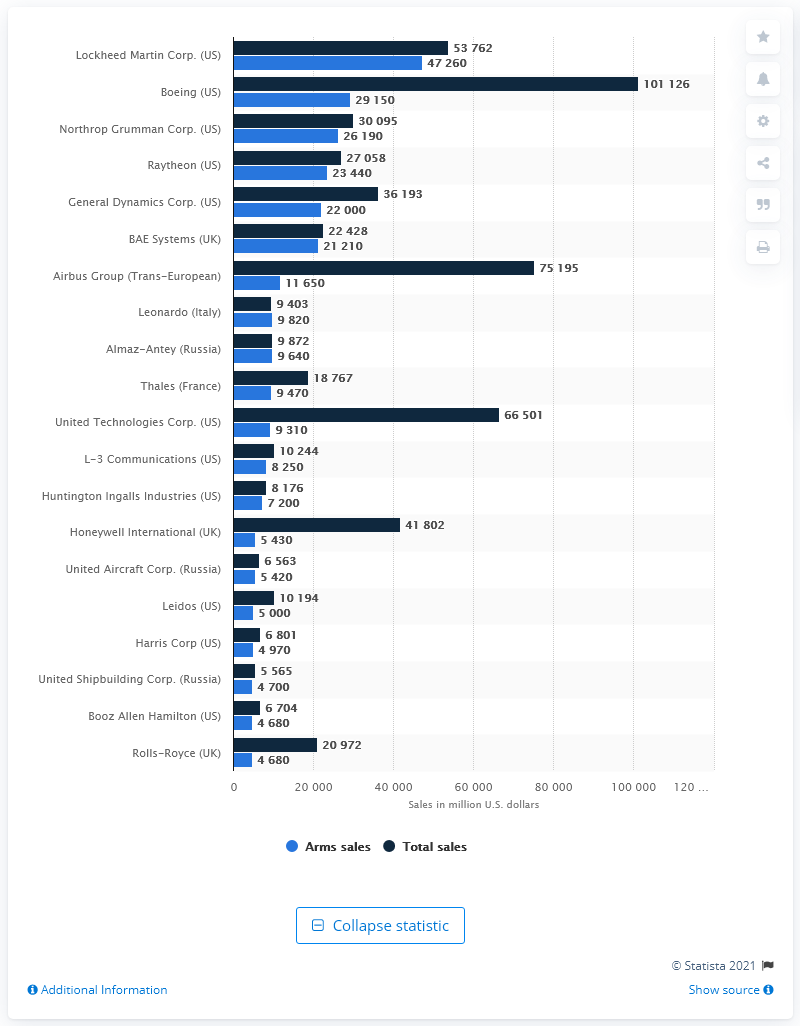 Lockheed Martin Corp. (US) 53 762
47 260
Boeing (US) 101 126
29 150
Northrop Grumman Corp. (US) 30 095
26 190
Raytheon (US) 27 058
23 440
General Dynamics Corp. (US) 36 193
22 000
BAE Systems (UK) 22 428
21 210
Airbus Group (Trans-European) 75 195
11 650
Leonardo (Italy) 9 403
9 820
Almaz-Antey (Russia) 9 872
9 640
Thales (France) 18 767
9 470
United Technologies Corp. (US) 66 501
9 310
L-3 Communications (US) 10 244
8 250
Huntington Ingalls Industries (US) 8 176
7 200
Honeywell International (UK) 41 802
5 430
United Aircraft Corp. (Russia) 6 563
5 420
Leidos (US) 10 194
5 000
Harris Corp (US) 6 801
4 970
United Shipbuilding Corp. (Russia) 5 565
4 700
Booz Allen Hamilton (US) 6 704
4 680
Rolls-Royce (UK) 20 972
4 680
0 20 000 40 000 60 000 80 000 100 000 120 ...
Sales in million U.S. dollars
Arms sales Total sales
Collapse statistic
© Statista 2021
Additional Information Show source